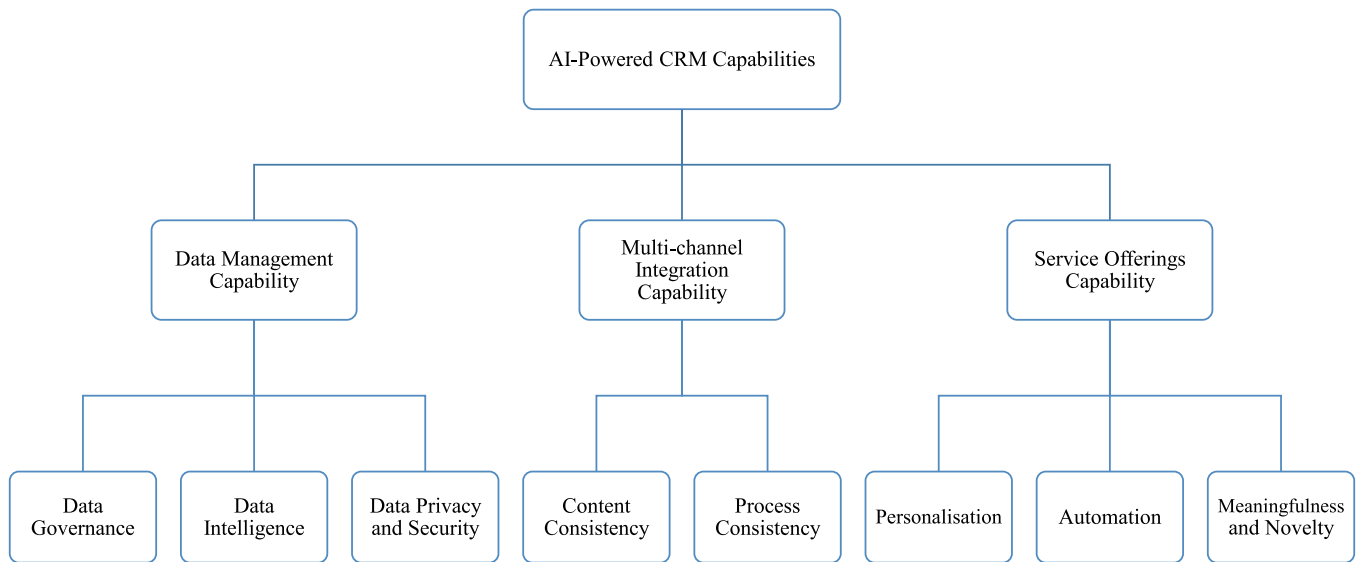 AI-Powered CRM Capabilities
Data Management
Capability
Multi-channel
Integration
Capability
Service Offerings
Capability
Data
Governance
Data
Intelligence
Data Privacy
and Security
Content
Consistency
Process
Consistency
Personalisation
Automation
Meaningfulness
and Novelty